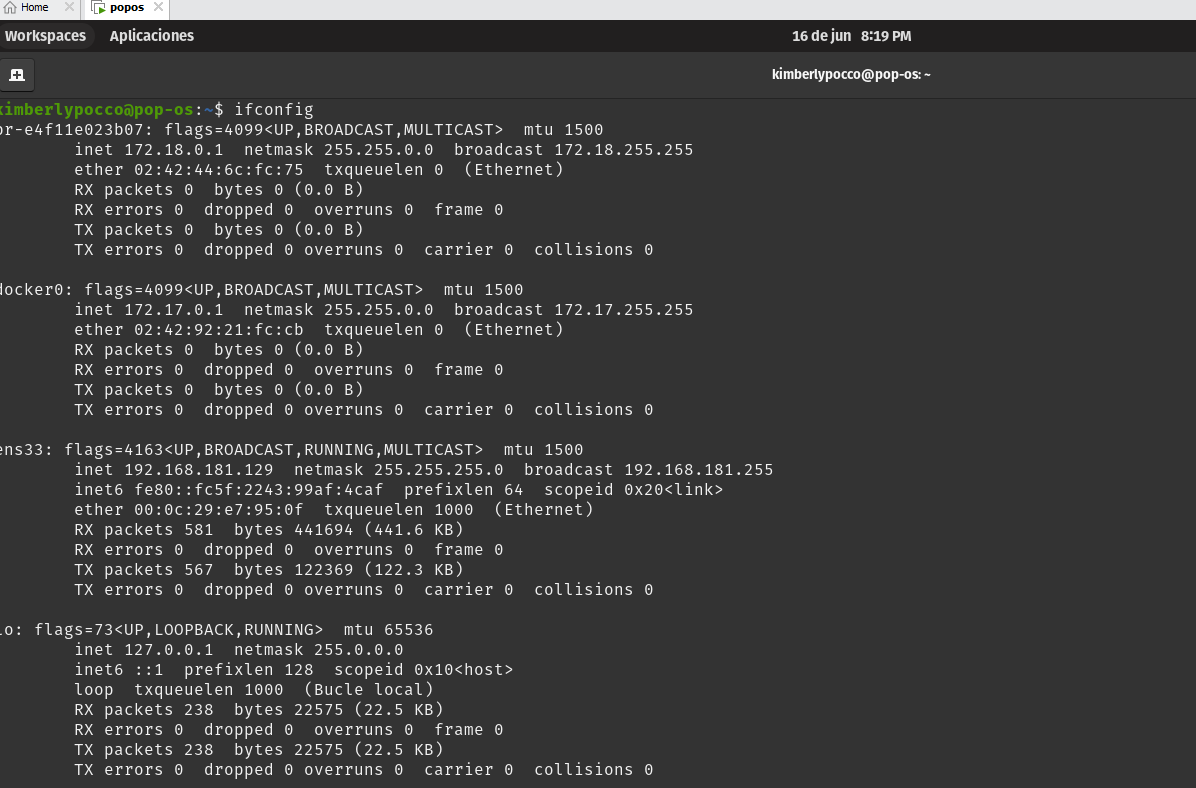 Home popos
Workspaces Aplicaciones 16 de jun 8:19 PM
kimberlypocco@pop-os: ~
kimberlypocco@pop-os:~$ ifconfig
br-e4f11e023b07: flags=4099<UP,BROADCAST,MULTICAST> mtu 1500
inet 172.18.0.1 netmask 255.255.0.0 broadcast 172.18.255.255
ether 02:42:44:6c:fc:75 txqueuelen 0 (Ethernet)
RX packets 0 bytes 0 (0.0 B)
RX errors 0 dropped 0 overruns 0 frame 0
TX packets 0 bytes 0 (0.0 B)
TX errors 0 dropped 0 overruns 0 carrier 0 collisions 0
docker0: flags=4099<UP,BROADCAST,MULTICAST> mtu 1500
inet 172.17.0.1 netmask 255.255.0.0 broadcast 172.17.255.255
ether 02:42:92:21:fc:cb txqueuelen 0 (Ethernet)
RX packets 0 bytes 0 (0.0 B)
RX errors 0 dropped 0 overruns 0 frame 0
TX packets 0 bytes 0 (0.0 B)
TX errors 0 dropped 0 overruns 0 carrier 0 collisions 0
ens33: flags=4163<UP,BROADCAST,RUNNING,MULTICAST> mtu 1500
inet 192.168.181.129 netmask 255.255.255.0 broadcast 192.168.181.255
inet6 fe80::fc5f:2243:99af:4caf prefixlen 64 scopeid 0x20<link>
ether 00:0c:29:e7:95:0f txqueuelen 1000 (Ethernet)
RX packets 581 bytes 441694 (441.6 KB)
RX errors 0 dropped 0 overruns 0 frame 0
TX packets 567 bytes 122369 (122.3 KB)
TX errors 0 dropped 0 overruns 0 carrier 0 collisions 0
lo: flags=73<UP,LOOPBACK,RUNNING> mtu 65536
inet 127.0.0.1 netmask 255.0.0.0
inet6 ::1 prefixlen 128 scopeid 0x10<host>
loop txqueuelen 1000 (Bucle local)
RX packets 238 bytes 22575 (22.5 KB)
RX errors 0 dropped 0 overruns 0 frame 0
TX packets 238 bytes 22575 (22.5 KB)
TX errors 0 dropped 0 overruns 0 carrier 0 collisions 0